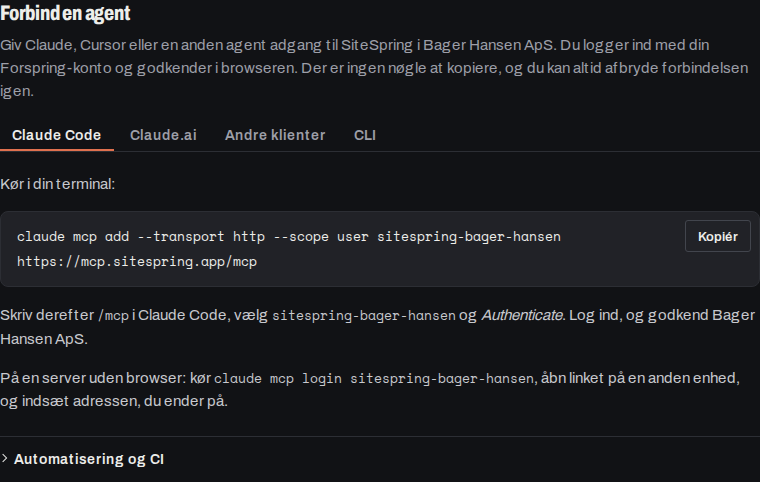 Forbind en agent
Giv Claude, Cursor eller en anden agent adgang til SiteSpring i Bager Hansen ApS. Du logger ind med din
Forspring-konto og godkender i browseren. Der er ingen nøgle at kopiere, og du kan altid afbryde forbindelsen
igen.
Claude Code Claude.ai Andre klienter CLI
Kør i din terminal:
claude mcp add --transport http --scope user sitespring-bager-hansen
https://mcp.sitespring.app/mcp
Kopiér
Skriv derefter /mcp i Claude Code, vælg sitespring-bager-hansen og Authenticate. Log ind, og godkend Bager
Hansen ApS.
På en server uden browser: kør claude mcp login sitespring-bager-hansen, åbn linket på en anden enhed,
og indsæt adressen, du ender på.
Automatisering og CI